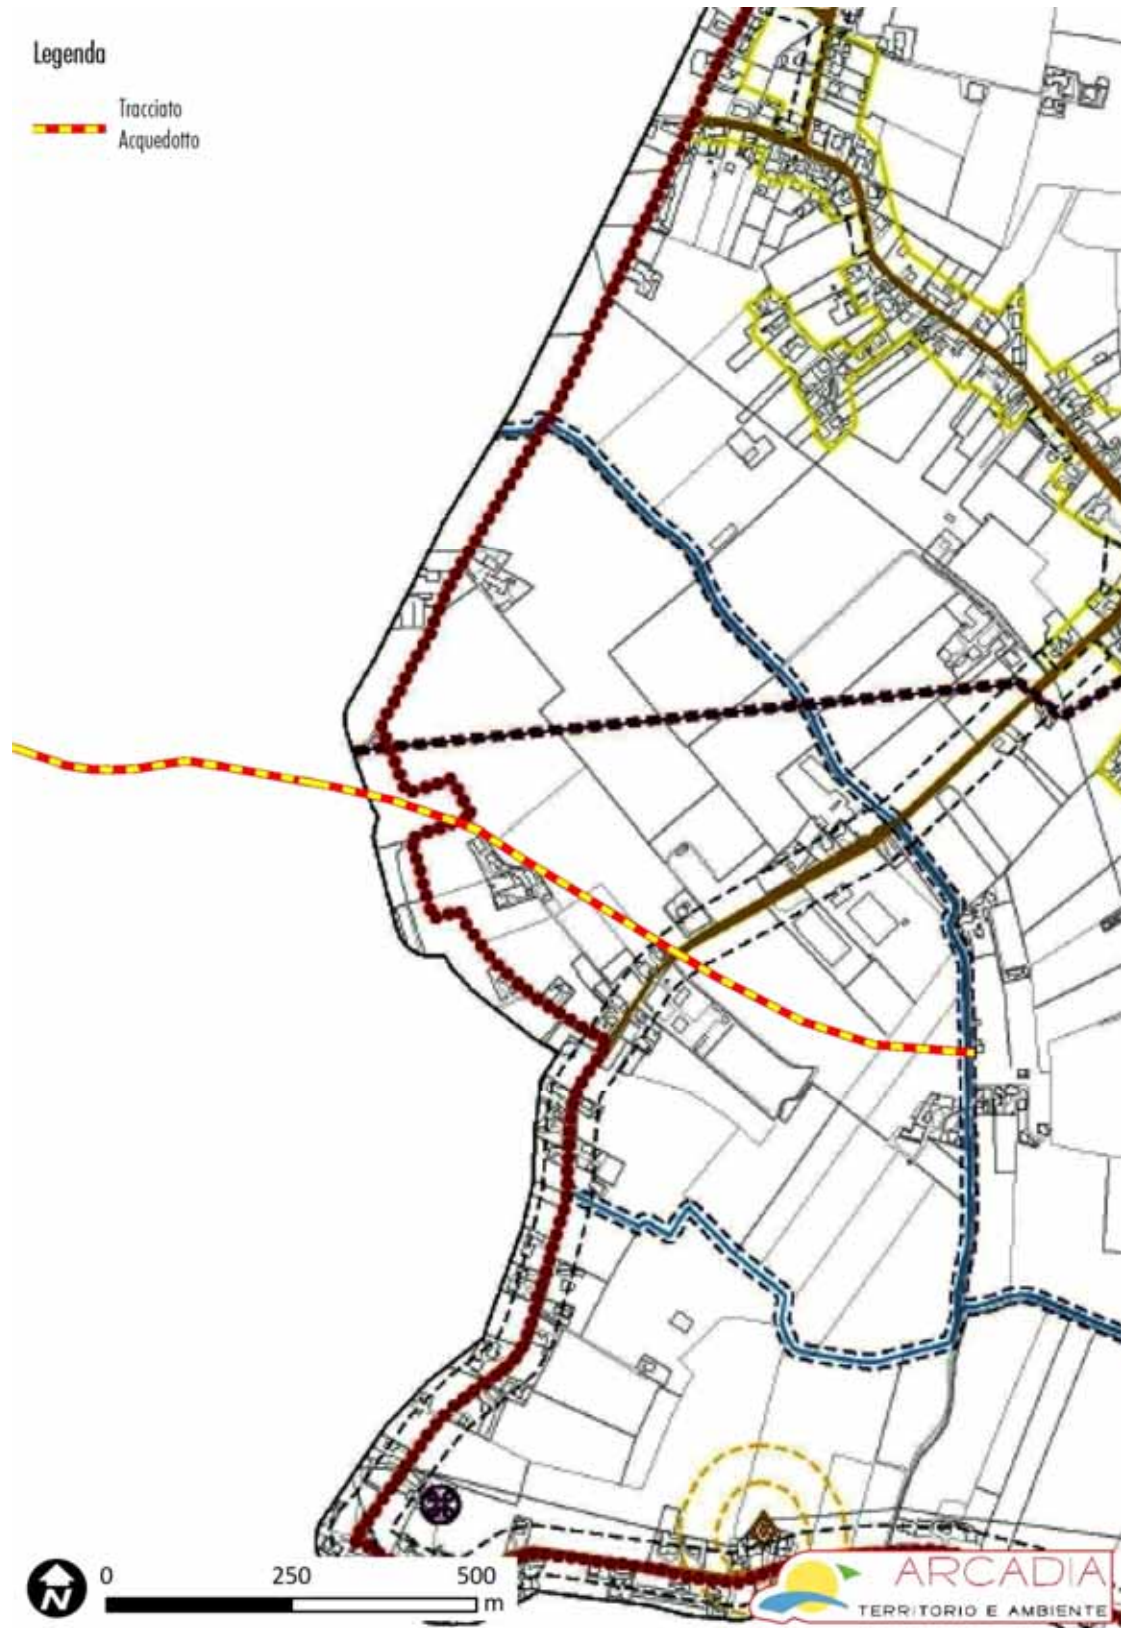 Legenda
Tracciato
Acquedotto
N
0 250 500
m
ARCADIA
TERRITORIO E AMBIENTE